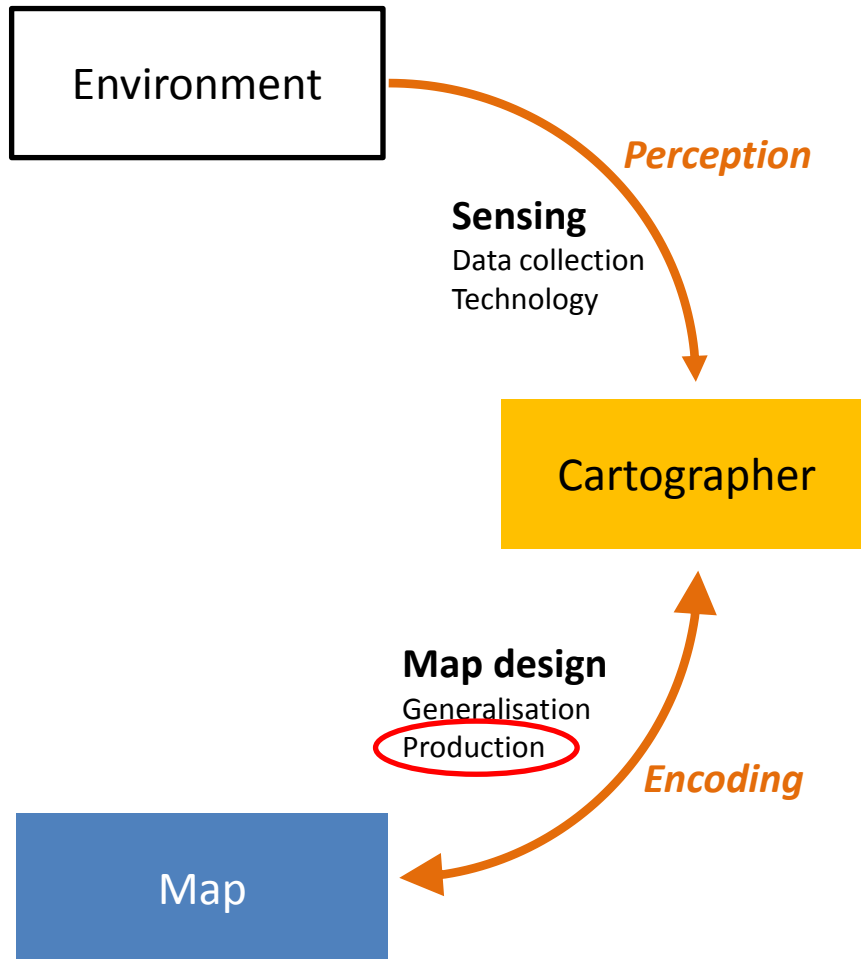 Environment
Perception
Sensing
Data collection
Technology
Cartographer
Map design
Generalisation
Production
Encoding
Map